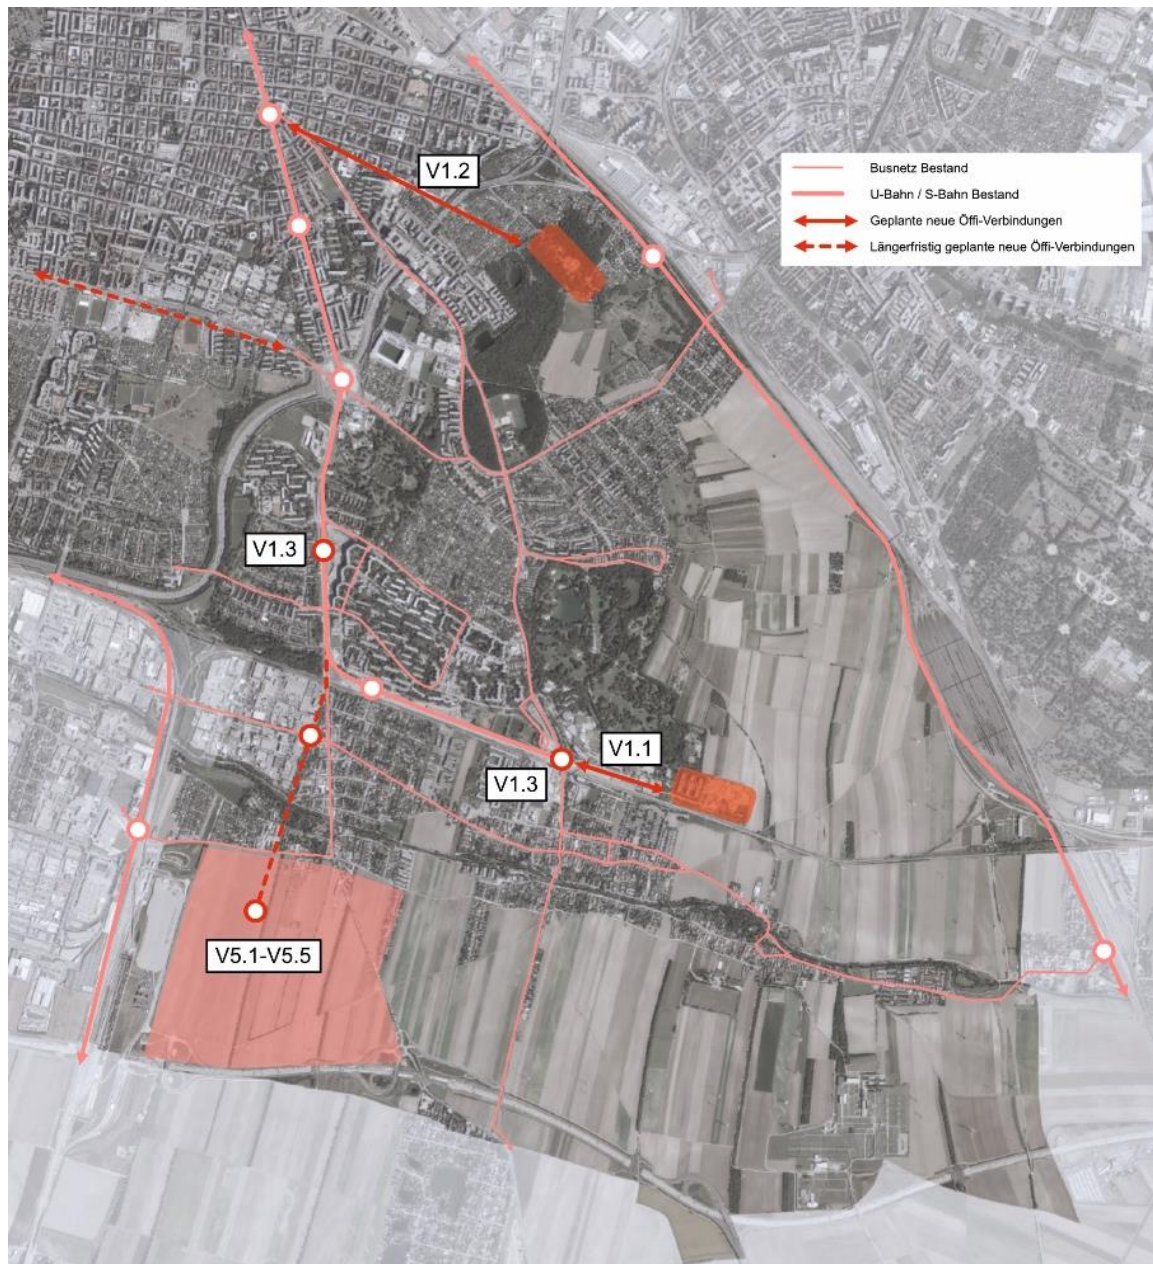 V1.2
Busnetz Bestand
U-Bahn / S-Bahn Bestand
Geplante neue Öffi-Verbindungen
Längerfristig geplante neue Öffi-Verbindungen
V1.3
V1.1
V1.3
V5.1-V5.5